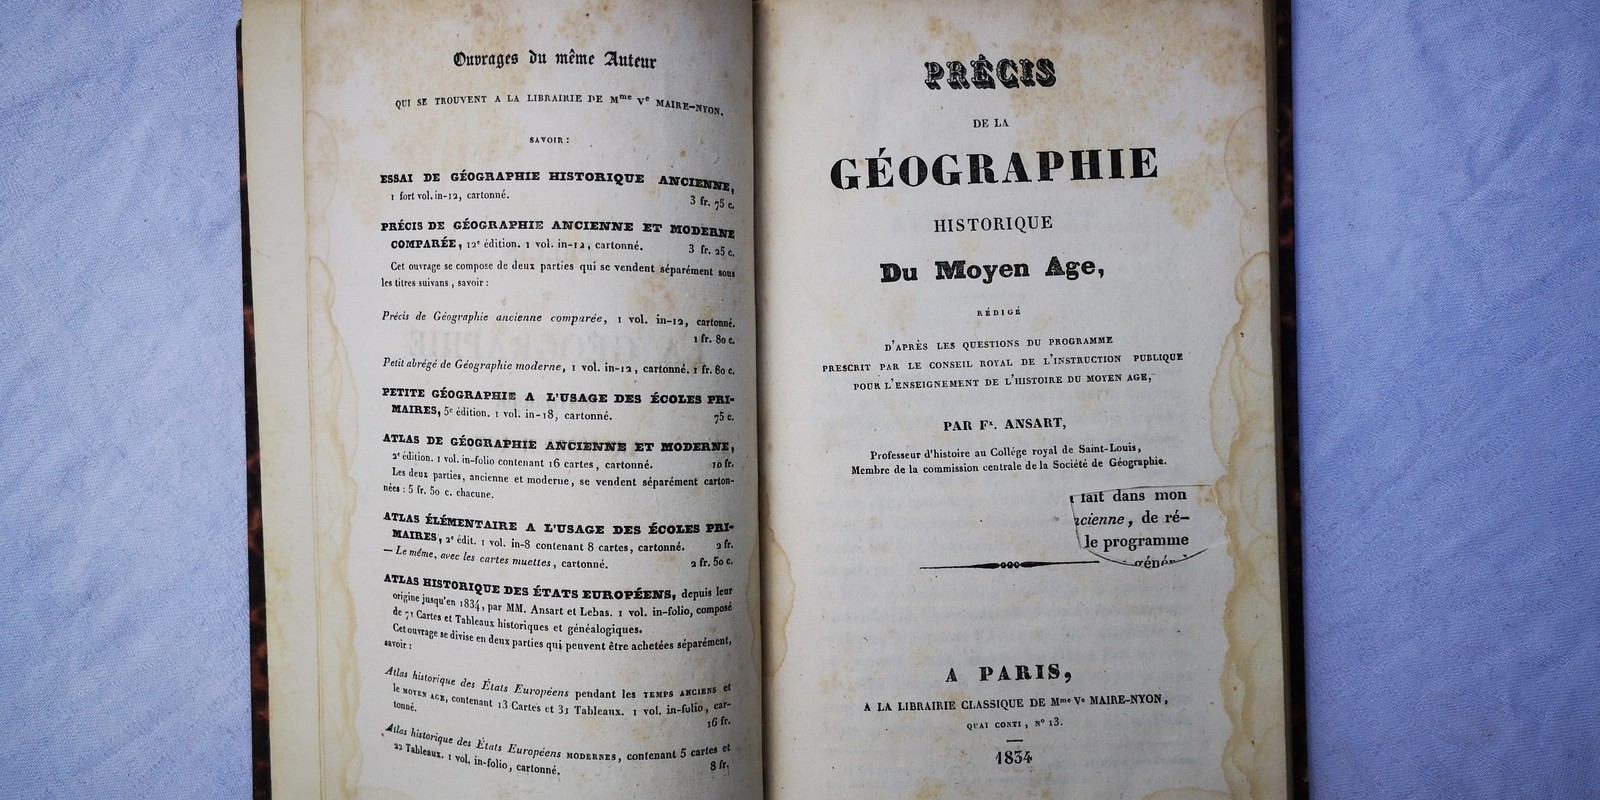 Ouvrages du même Auteur
QUI SE TROUVENT A LA LIBRAIRIE DE Mme Ve MAIRE-NYON,
SAVOIR :
ESSAI DE GÉOGRAPHIE HISTORIQUE ANCIENNE,
1 fort vol. in-12, cartonné. 3 fr. 75 c.
PRÉCIS DE GÉOGRAPHIE ANCIENNE ET MODERNE
COMPARÉE, 12e édition. 1 vol. in-12, cartonné. 3 fr. 25 c.
Cet ouvrage se compose de deux parties qui se vendent séparément sous
les titres suivans, savoir :
Précis de Géographie ancienne comparée, 1 vol. in-12, cartonné.
1 fr. 80 c.
Petit abrégé de Géographie moderne, 1 vol. in-12, cartonné. 1 fr. 80 c.
PETITE GÉOGRAPHIE A L'USAGE DES ÉCOLES PRI-
MAIRES, 5e édition. 1 vol. in-18, cartonné. 75 c.
ATLAS DE GÉOGRAPHIE ANCIENNE ET MODERNE,
2e édition. 1 vol. in-folio contenant 16 cartes, cartonné. 10 fr.
Les deux parties, ancienne et moderne, se vendent séparément carton-
nées : 5 fr. 50 c. chacune.
ATLAS ÉLÉMENTAIRE A L'USAGE DES ÉCOLES PRI-
MAIRES, 2e édit. 1 vol. in-8 contenant 8 cartes, cartonné. 2 fr.
— Le même, avec les cartes muettes, cartonné. 2 fr. 50 c.
ATLAS HISTORIQUE DES ÉTATS EUROPÉENS, depuis leur
origine jusqu'en 1834, par MM. Ansart et Lebas. 1 vol. in-folio, composé
de 71 Cartes et Tableaux historiques et généalogiques.
Cet ouvrage se divise en deux parties qui peuvent être achetées séparément,
savoir :
Atlas historique des États Européens pendant les TEMPS ANCIENS et
le MOYEN AGE, contenant 13 Cartes et 31 Tableaux. 1 vol. in-folio, car-
tonné. 16 fr.
Atlas historique des États Européens MODERNES, contenant 5 cartes et
22 Tableaux. 1 vol. in-folio, cartonné. 8 fr.
PRÉCIS
DE LA
GÉOGRAPHIE
HISTORIQUE
Du Moyen Age,
RÉDIGÉ
D'APRÈS LES QUESTIONS DU PROGRAMME
PRESCRIT PAR LE CONSEIL ROYAL DE L'INSTRUCTION PUBLIQUE
POUR L'ENSEIGNEMENT DE L'HISTOIRE DU MOYEN AGE,
PAR Fx. ANSART,
Professeur d'histoire au Collége royal de Saint-Louis,
Membre de la commission centrale de la Société de Géographie.
fait dans mon
cienne, de ré-
le programme
A PARIS,
A LA LIBRAIRIE CLASSIQUE DE Mme Ve MAIRE-NYON,
QUAI CONTI, N° 13.
1834